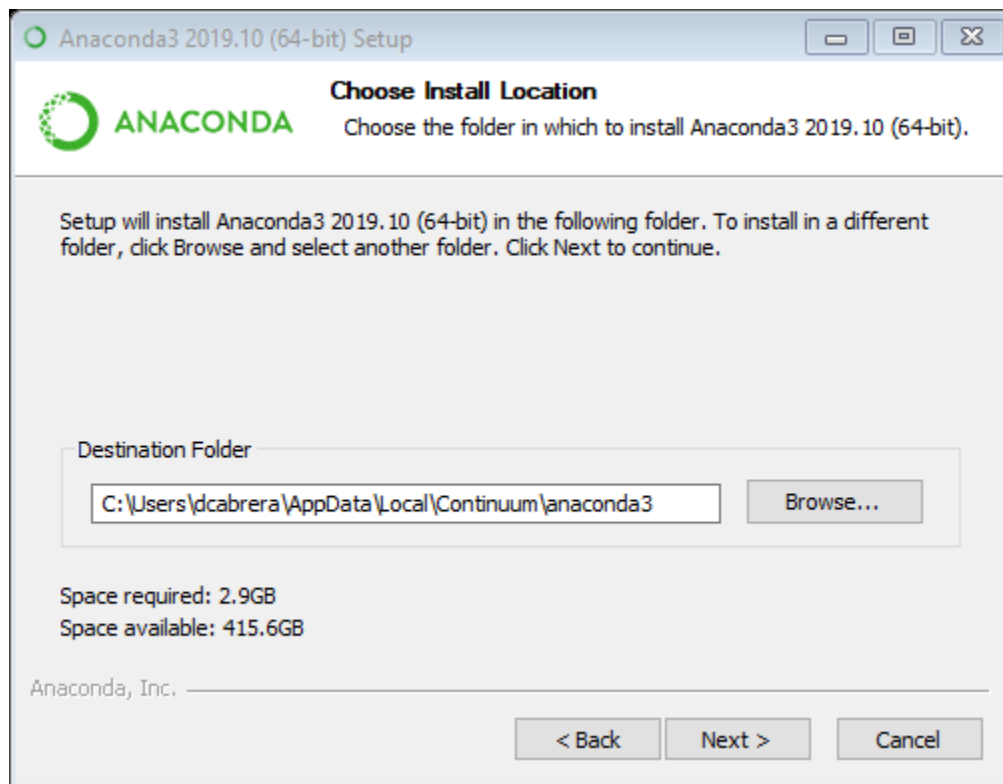 Anaconda3 2019.10 (64-bit) Setup
ANACONDA
Choose Install Location
Choose the folder in which to install Anaconda3 2019.10 (64-bit).
Setup will install Anaconda3 2019.10 (64-bit) in the following folder. To install in a different
folder, click Browse and select another folder. Click Next to continue.
Destination Folder
C:\Users\dcabrera\AppData\Local\Continuum\anaconda3
Browse...
Space required: 2.9GB
Space available: 415.6GB
Anaconda, Inc.
< Back
Next >
Cancel